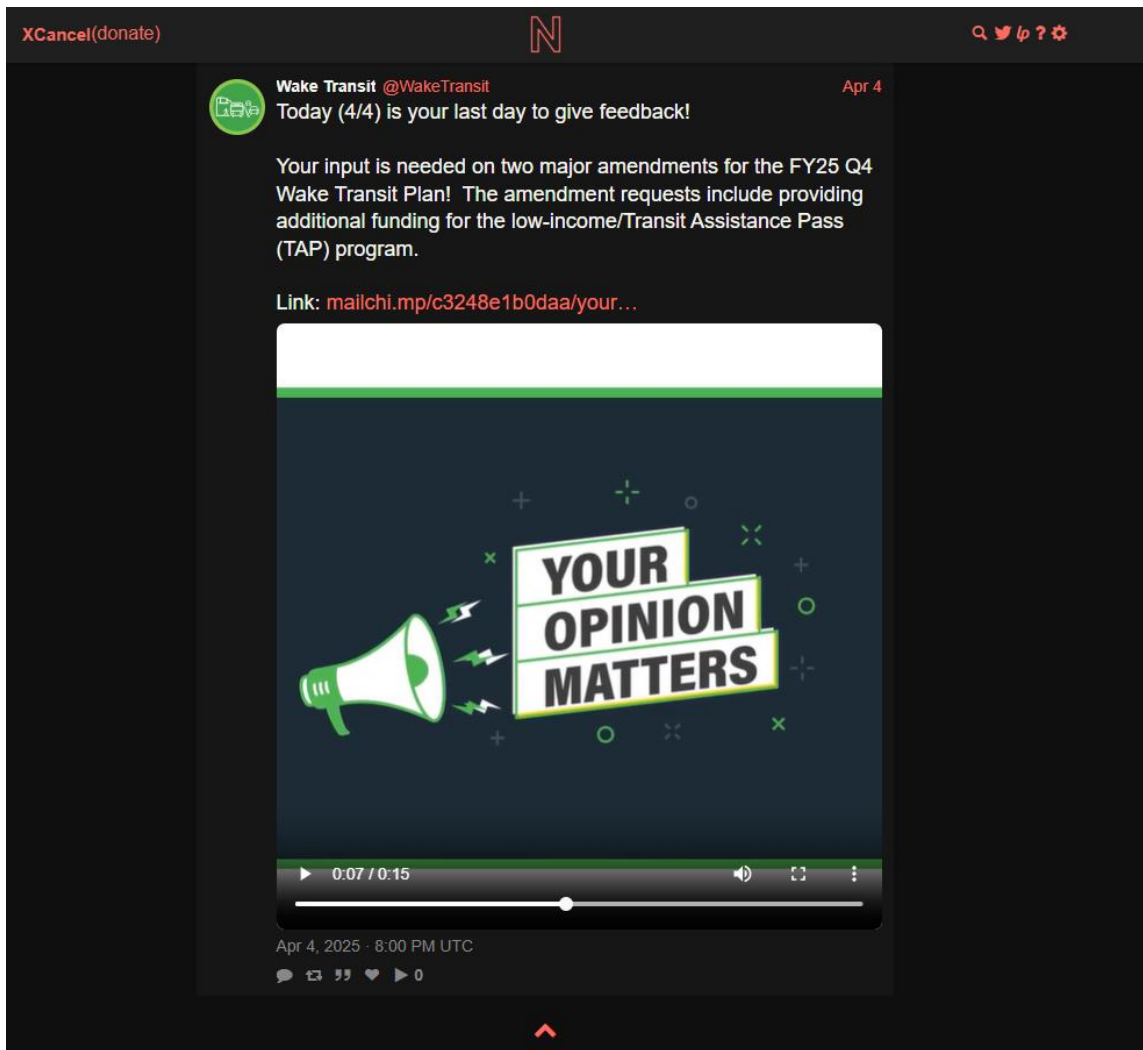 XCancel(donate)
N
Wake Transit @WakeTransit Apr 4
Today (4/4) is your last day to give feedback!
Your input is needed on two major amendments for the FY25 Q4
Wake Transit Plan!  The amendment requests include providing
additional funding for the low-income/Transit Assistance Pass
(TAP) program.
Link: mailchi.mp/c3248e1b0daa/your…
YOUR
OPINION
MATTERS
0:07 / 0:15
Apr 4, 2025 · 8:00 PM UTC
0